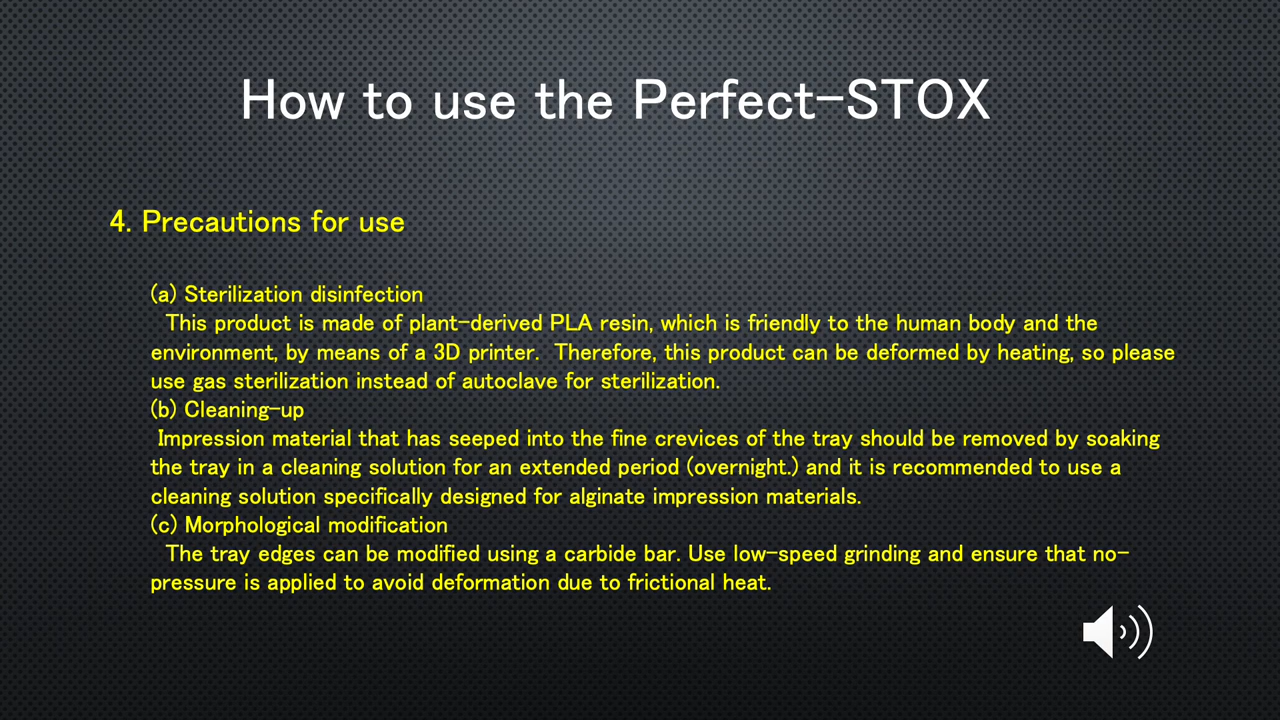 How to use the Perfect-STOX
4. Precautions for use
(a) Sterilization disinfection
This product is made of plant-derived PLA resin, which is friendly to the human body and the
environment, by means of a 3D printer.  Therefore, this product can be deformed by heating, so please
use gas sterilization instead of autoclave for sterilization.
(b) Cleaning-up
Impression material that has seeped into the fine crevices of the tray should be removed by soaking
the tray in a cleaning solution for an extended period (overnight.) and it is recommended to use a
cleaning solution specifically designed for alginate impression materials.
(c) Morphological modification
The tray edges can be modified using a carbide bar. Use low-speed grinding and ensure that no-
pressure is applied to avoid deformation due to frictional heat.